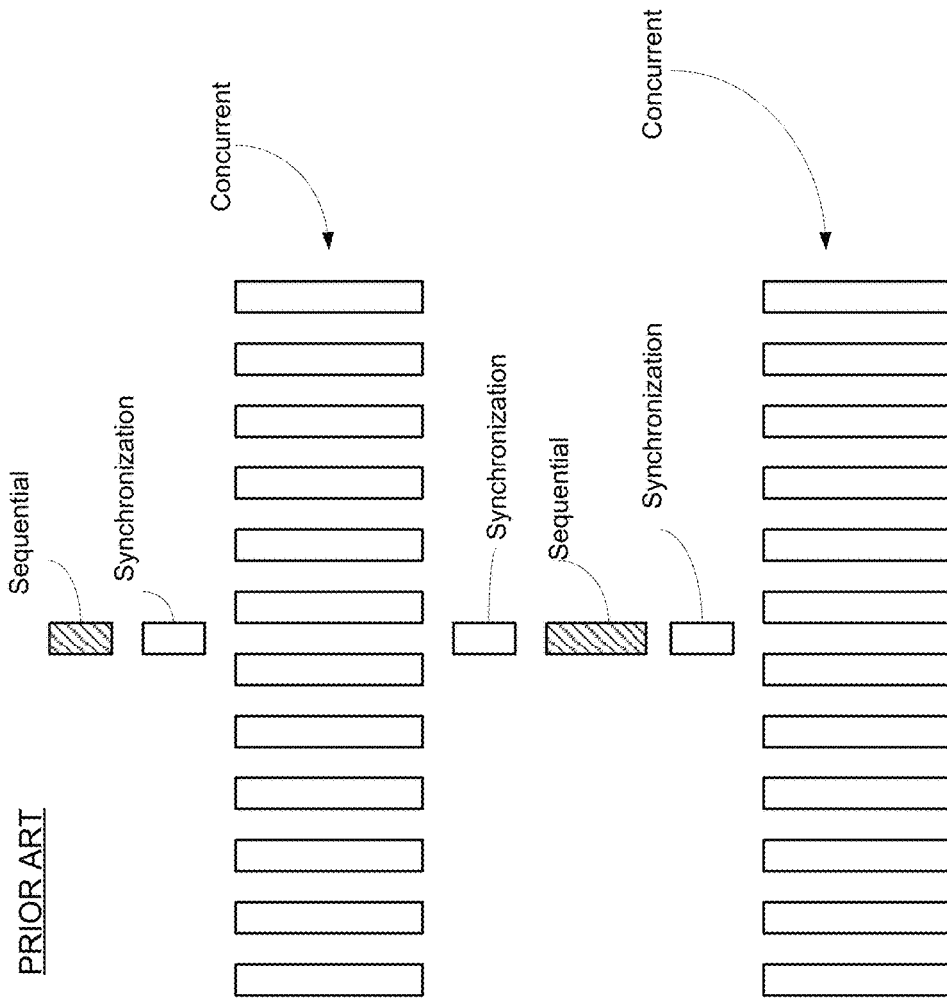 PRIOR ART
Sequential
Synchronization
Concurrent
Synchronization
Sequential
Synchronization
Concurrent